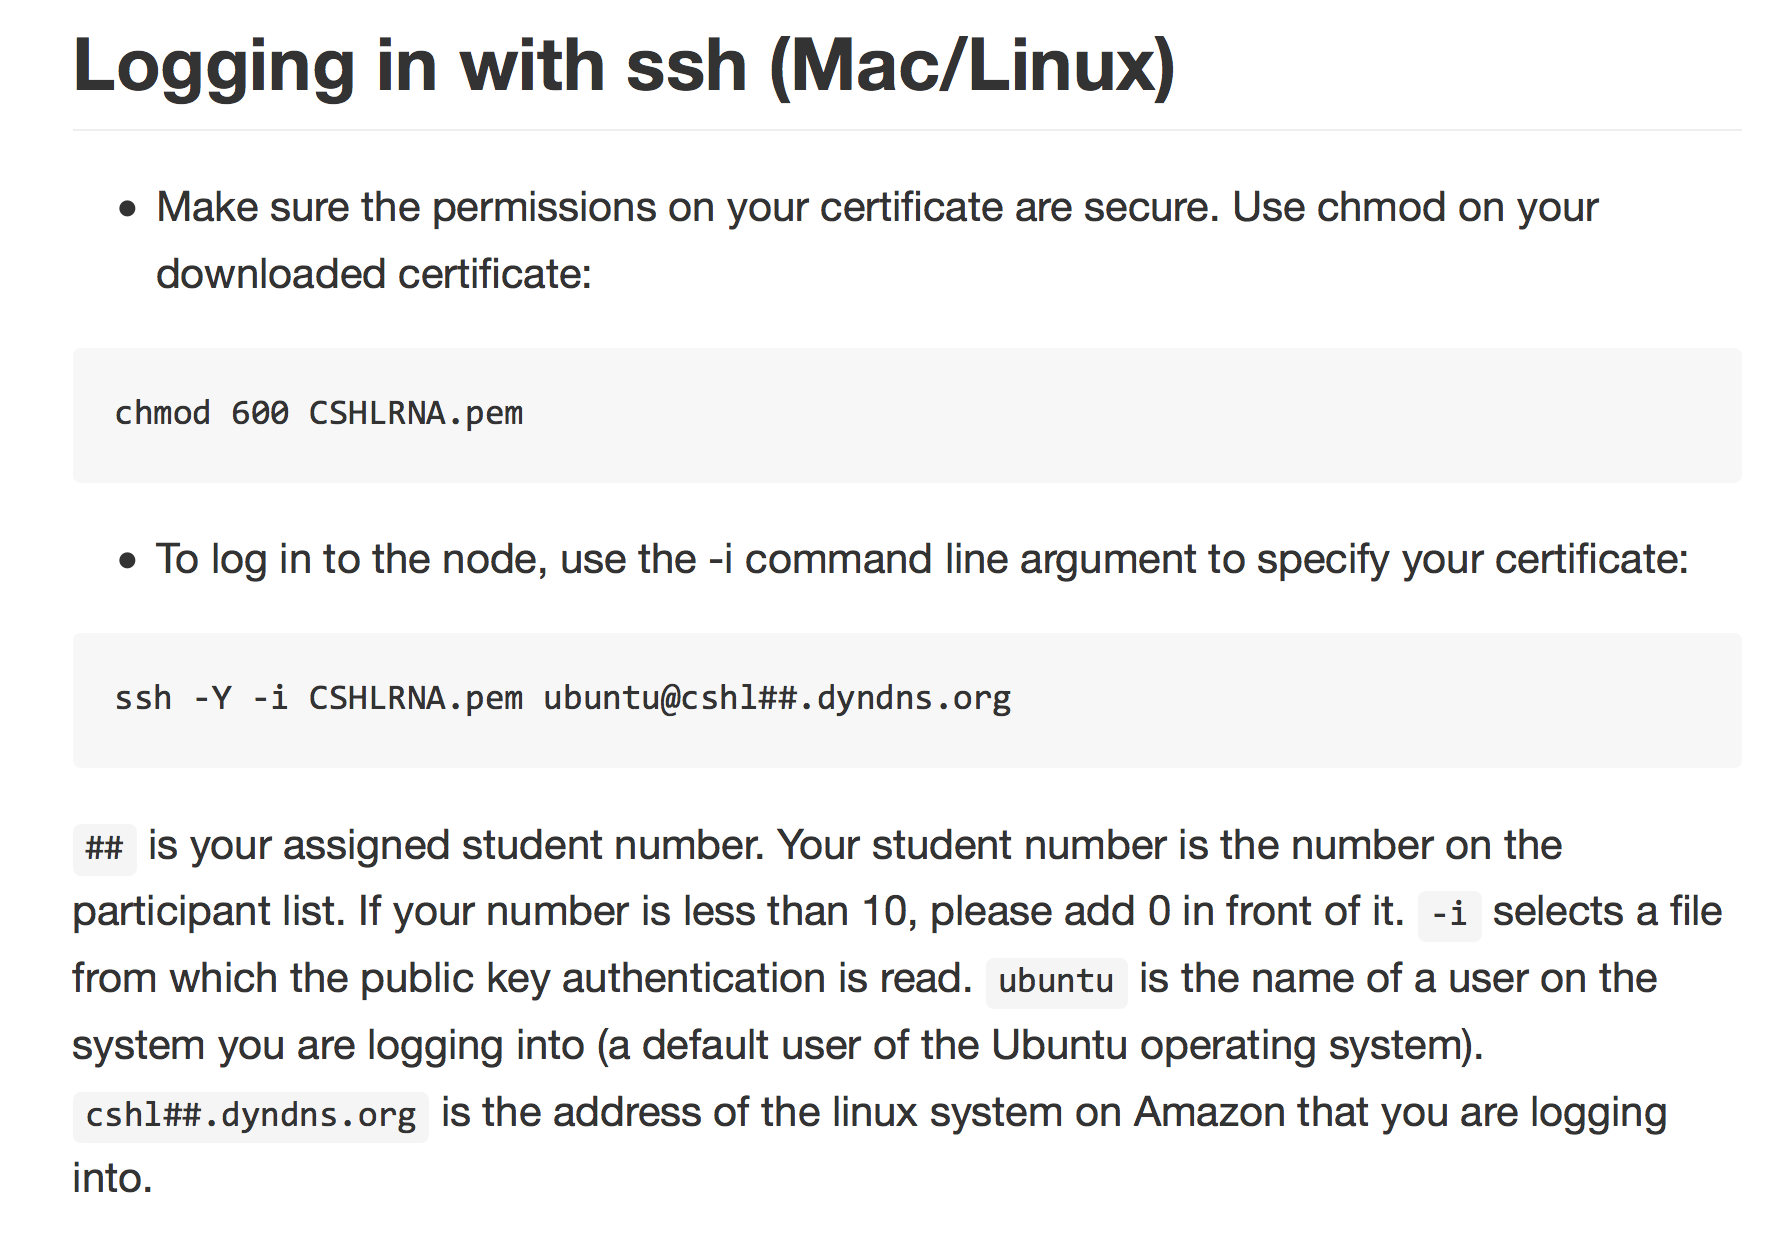 Logging in with ssh (Mac/Linux)
• Make sure the permissions on your certificate are secure. Use chmod on your
downloaded certificate:
chmod 600 CSHLRNA.pem
• To log in to the node, use the -i command line argument to specify your certificate:
ssh -Y -i CSHLRNA.pem ubuntu@cshl##.dyndns.org
## is your assigned student number. Your student number is the number on the
participant list. If your number is less than 10, please add 0 in front of it. -i selects a file
from which the public key authentication is read. ubuntu is the name of a user on the
system you are logging into (a default user of the Ubuntu operating system).
cshl##.dyndns.org is the address of the linux system on Amazon that you are logging
into.